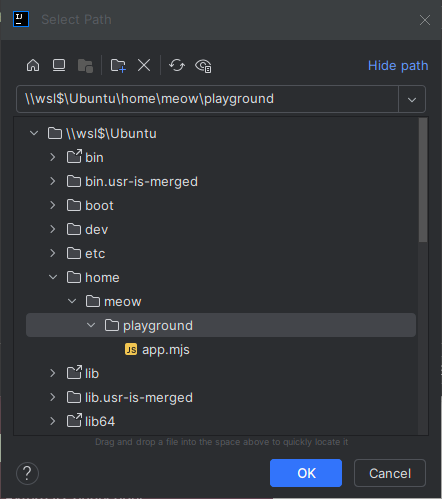 IJ
Select Path
Hide path
\\wsl$\Ubuntu\home\meow\playground
\\wsl$\Ubuntu
bin
bin.usr-is-merged
boot
dev
etc
home
meow
playground
JS app.mjs
lib
lib.usr-is-merged
lib64
Drag and drop a file into the space above to quickly locate it
?
OK
Cancel